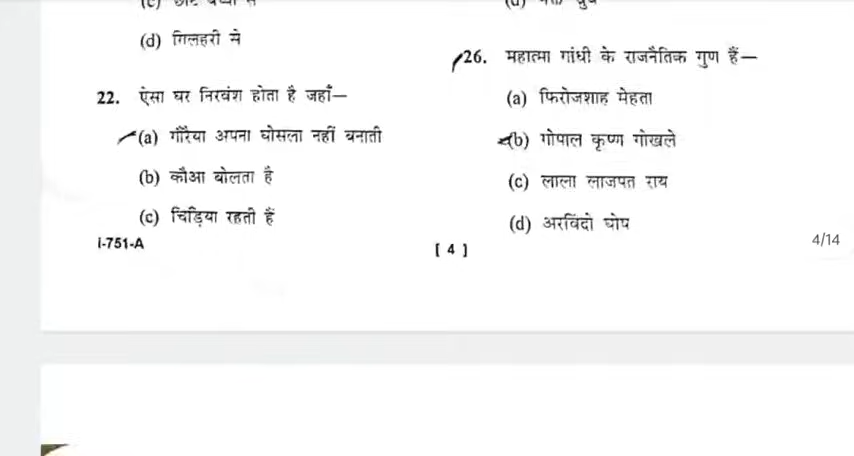 (d) गिलहरी ने
22. ऐसा घर निरवंश होता है जहाँ—
(a) गौरैया अपना घोसला नहीं बनाती
(b) कौआ बोलता है
(c) चिड़िया रहती हैं
i-751-A
26. महात्मा गांधी के राजनैतिक गुण हैं—
(a) फिरोजशाह मेहता
(b) गोपाल कृष्ण गोखले
(c) लाला लाजपत राय
(d) अरविंदो घोष
[ 4 ]
4/14